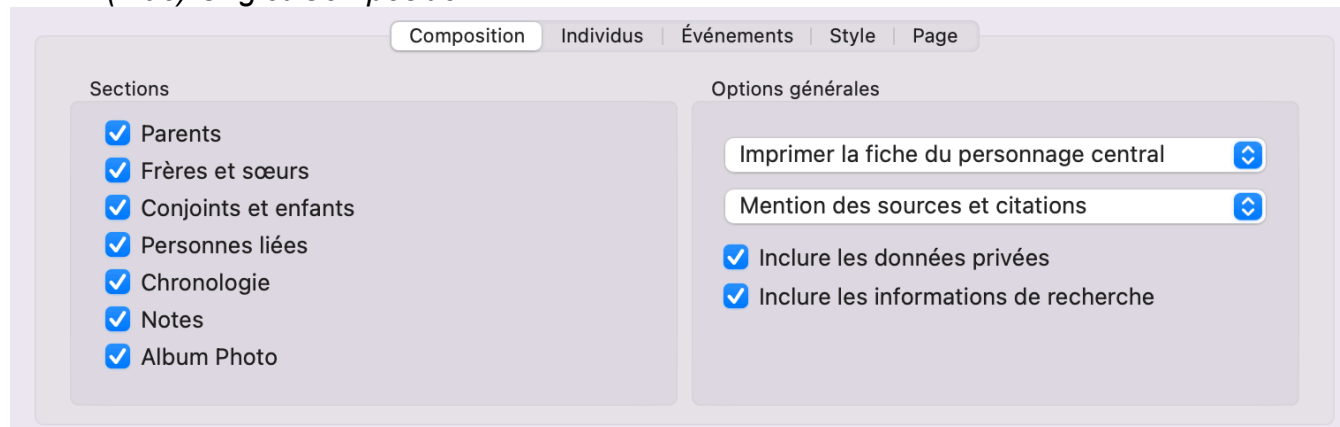 Composition Individus Événements Style Page
Sections
Parents
Frères et sœurs
Conjoints et enfants
Personnes liées
Chronologie
Notes
Album Photo
Options générales
Imprimer la fiche du personnage central
Mention des sources et citations
Inclure les données privées
Inclure les informations de recherche